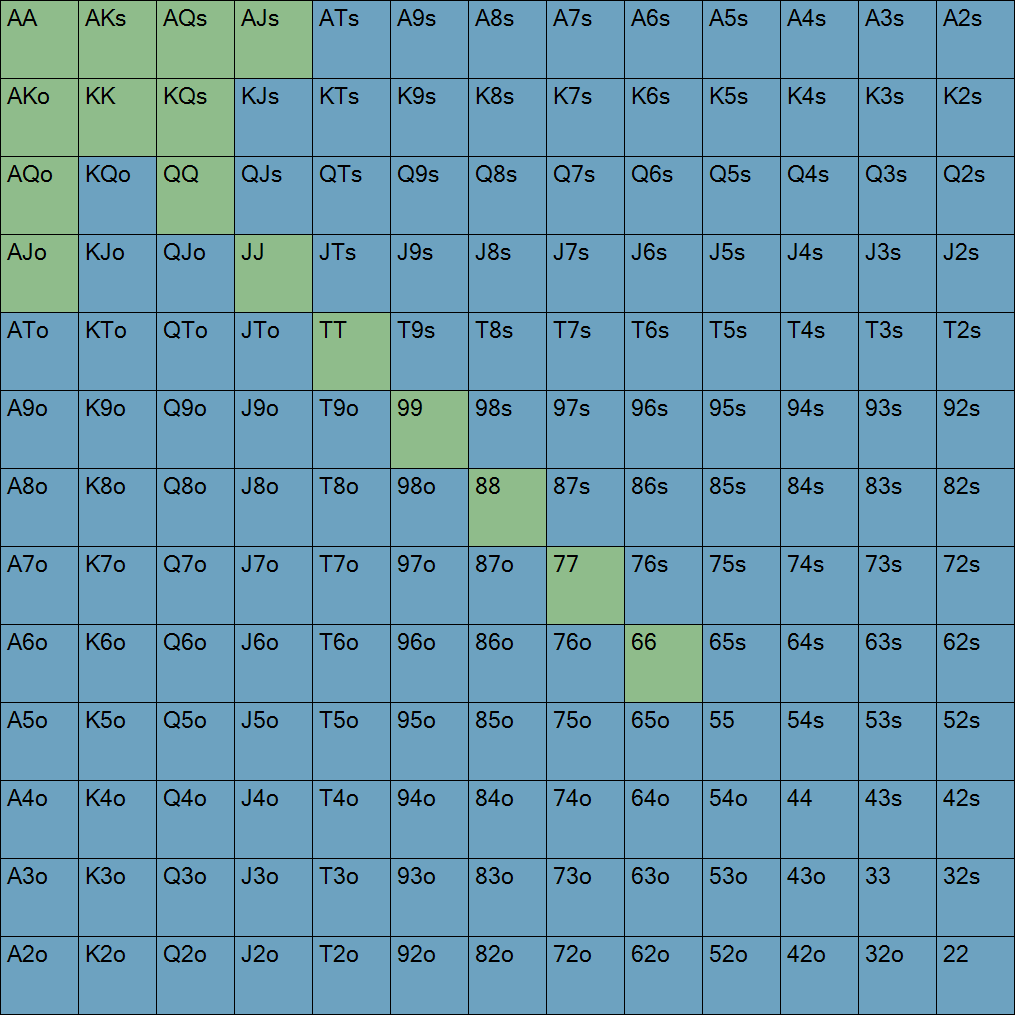 AA AKs AQs AJs ATs A9s A8s A7s A6s A5s A4s A3s A2s
AKo KK KQs KJs KTs K9s K8s K7s K6s K5s K4s K3s K2s
AQo KQo QQ QJs QTs Q9s Q8s Q7s Q6s Q5s Q4s Q3s Q2s
AJo KJo QJo JJ JTs J9s J8s J7s J6s J5s J4s J3s J2s
ATo KTo QTo JTo TT T9s T8s T7s T6s T5s T4s T3s T2s
A9o K9o Q9o J9o T9o 99 98s 97s 96s 95s 94s 93s 92s
A8o K8o Q8o J8o T8o 98o 88 87s 86s 85s 84s 83s 82s
A7o K7o Q7o J7o T7o 97o 87o 77 76s 75s 74s 73s 72s
A6o K6o Q6o J6o T6o 96o 86o 76o 66 65s 64s 63s 62s
A5o K5o Q5o J5o T5o 95o 85o 75o 65o 55 54s 53s 52s
A4o K4o Q4o J4o T4o 94o 84o 74o 64o 54o 44 43s 42s
A3o K3o Q3o J3o T3o 93o 83o 73o 63o 53o 43o 33 32s
A2o K2o Q2o J2o T2o 92o 82o 72o 62o 52o 42o 32o 22